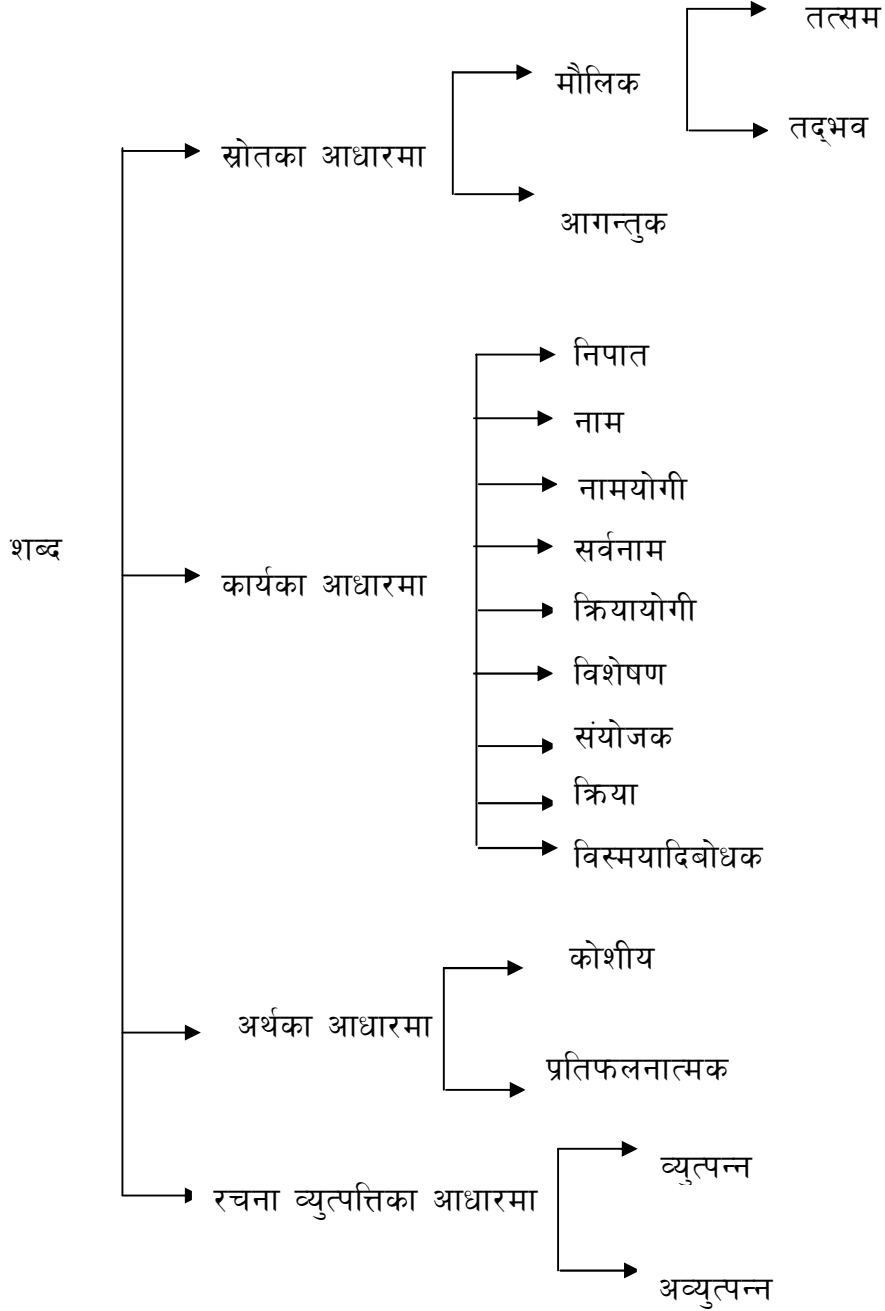 तत्सम
मौलिक
तद्भव
स्रोतका आधारमा
आगन्तुक
निपात
नाम
नामयोगी
सर्वनाम
शब्द
कार्यका आधारमा
क्रियायोगी
विशेषण
संयोजक
क्रिया
विस्मयादिबोधक
कोशीय
अर्थका आधारमा
प्रतिफलनात्मक
व्युत्पन्न
रचना व्युत्पत्तिका आधारमा
अव्युत्पन्न